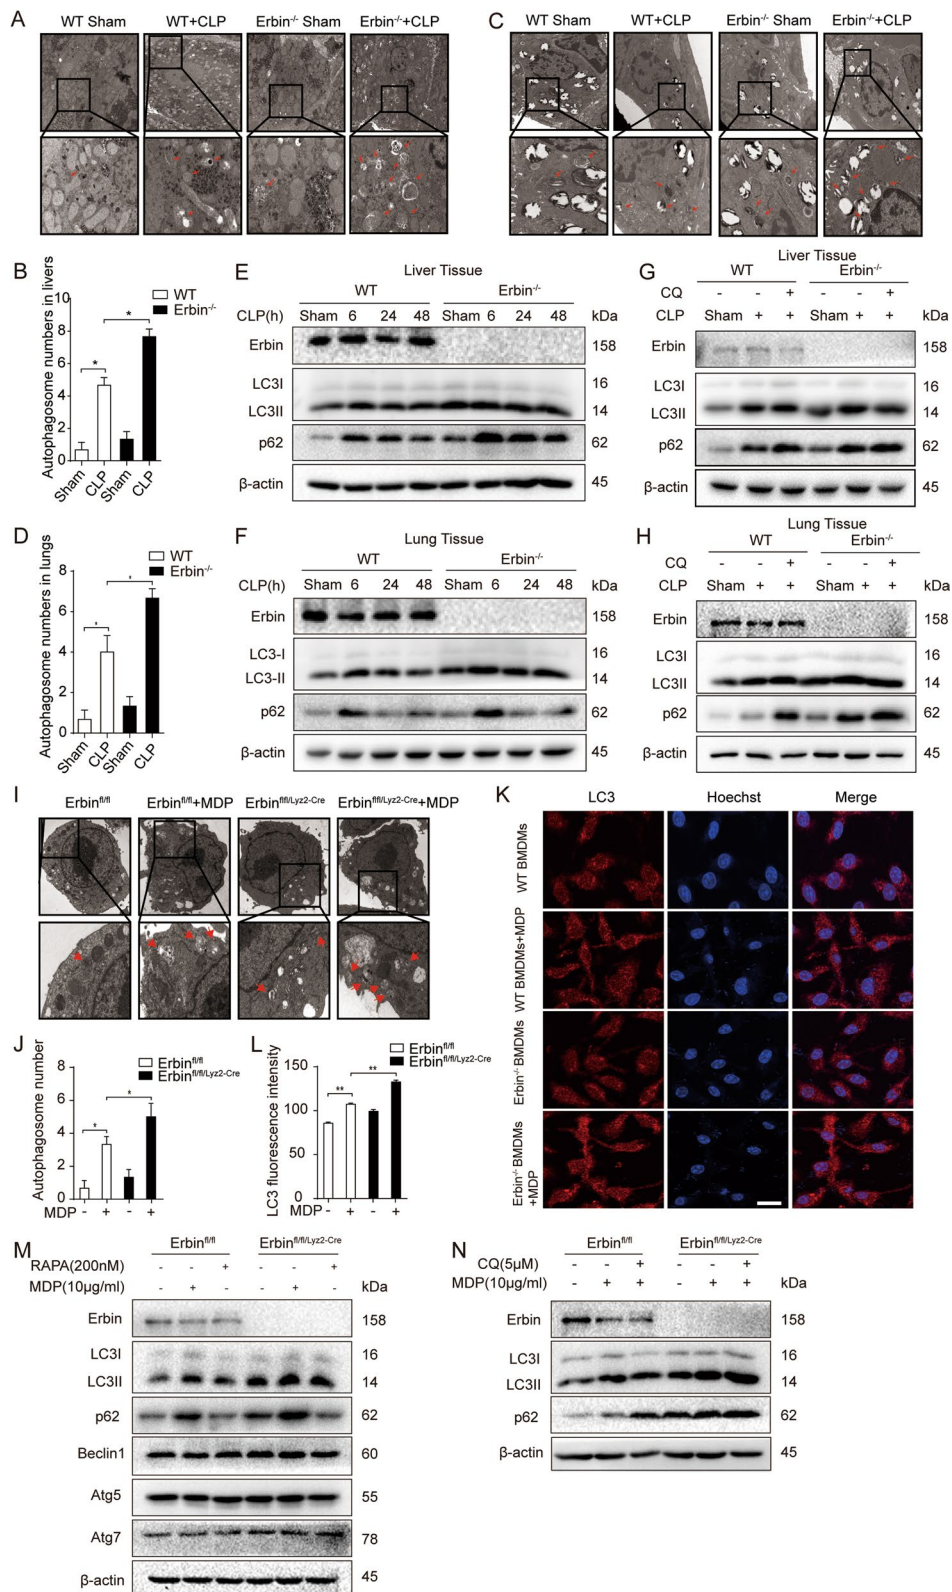 A
WT Sham WT+CLP Erbin-/- Sham Erbin-/-+CLP
C
WT Sham WT+CLP Erbin-/- Sham Erbin-/-+CLP
B
Autophagosome numbers in livers
10
8
6
4
2
0
WT
Erbin-/-
*
*
Sham CLP Sham CLP
D
Autophagosome numbers in lungs
8
6
4
2
0
WT
Erbin-/-
Sham CLP Sham CLP
E
Liver Tissue
WT Erbin-/-
CLP(h) Sham 6 24 48 Sham 6 24 48 kDa
Erbin 158
LC3I 16
LC3II 14
p62 62
β-actin 45
F
Lung Tissue
WT Erbin-/-
CLP(h) Sham 6 24 48 Sham 6 24 48 kDa
Erbin 158
LC3-I 16
LC3-II 14
p62 62
β-actin 45
G
Liver Tissue
WT Erbin-/-
CQ - - + - - +
CLP Sham + + Sham + + kDa
Erbin 158
LC3I 16
LC3II 14
p62 62
β-actin 45
H
Lung Tissue
WT Erbin-/-
CQ - - + - - +
CLP Sham + + Sham + + kDa
Erbin 158
LC3I 16
LC3II 14
p62 62
β-actin 45
I
Erbinfl/fl Erbinfl/fl+MDP Erbinfl/fl/Lyz2-Cre Erbinfl/fl/Lyz2-Cre+MDP
J
Autophagosome number
8
6
4
2
0
Erbinfl/fl
Erbinfl/fl/Lyz2-Cre
*
*
MDP - + - +
L
LC3 fluorescence intensity
150
100
50
0
Erbinfl/fl
Erbinfl/fl/Lyz2-Cre
**
**
MDP - + - +
K
LC3 Hoechst Merge
WT BMDMs
WT BMDMs+MDP
Erbin-/- BMDMs
Erbin-/- BMDMs
+MDP
M
Erbinfl/fl Erbinfl/fl/Lyz2-Cre
RAPA(200nM) - - + - - +
MDP(10μg/ml) - + - - + - kDa
Erbin 158
LC3I 16
LC3II 14
p62 62
Beclin1 60
Atg5 55
Atg7 78
β-actin 45
N
Erbinfl/fl Erbinfl/fl/Lyz2-Cre
CQ(5μM) - - + - - +
MDP(10μg/ml) - + + - + + kDa
Erbin 158
LC3I 16
LC3II 14
p62 62
β-actin 45